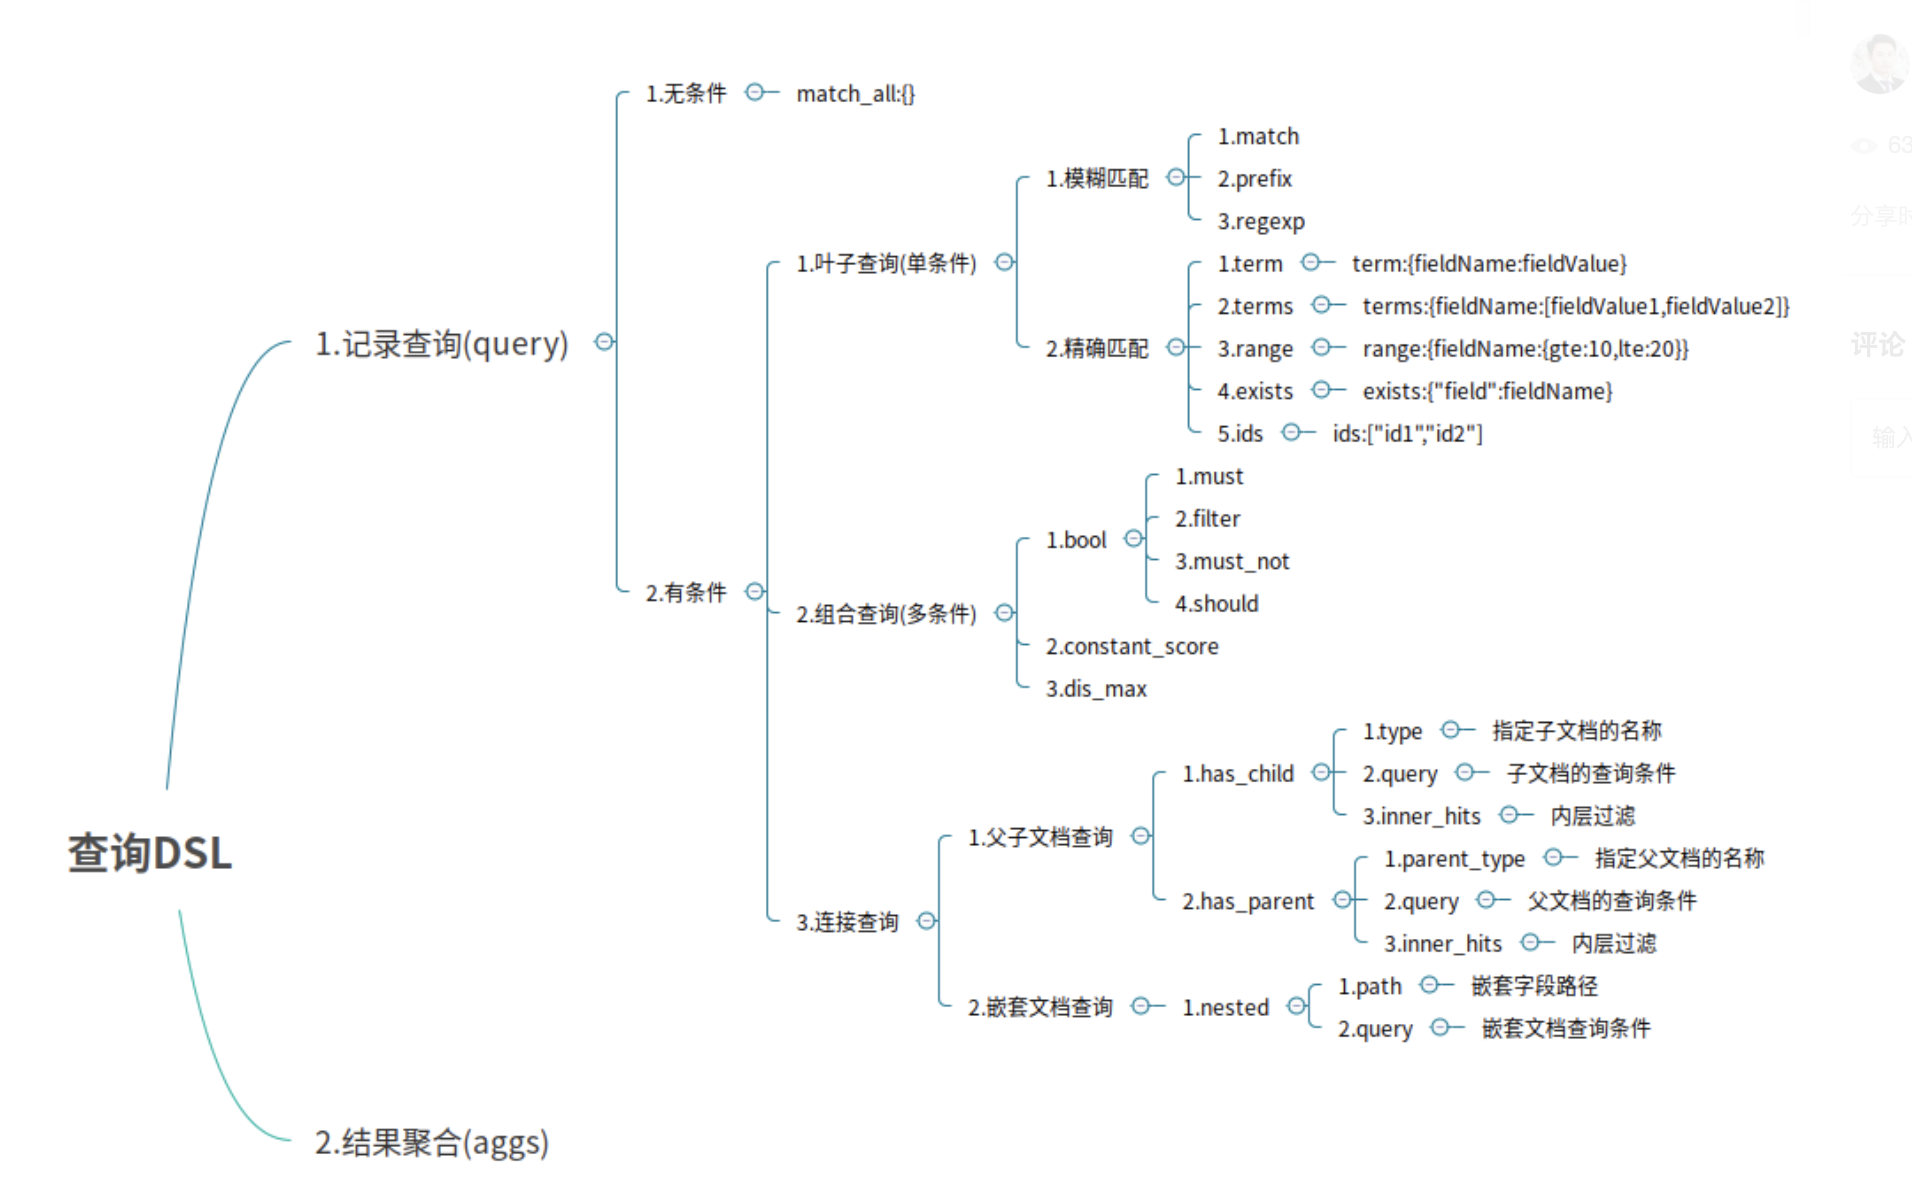 查询DSL
1.记录查询(query)
1.无条件
match_all:{}
2.有条件
1.叶子查询(单条件)
1.模糊匹配
1.match
2.prefix
3.regexp
2.精确匹配
1.term
term:{fieldName:fieldValue}
2.terms
terms:{fieldName:[fieldValue1,fieldValue2]}
3.range
range:{fieldName:{gte:10,lte:20}}
4.exists
exists:{"field":fieldName}
5.ids
ids:["id1","id2"]
2.组合查询(多条件)
1.bool
1.must
2.filter
3.must_not
4.should
2.constant_score
3.dis_max
3.连接查询
1.父子文档查询
1.has_child
1.type
指定子文档的名称
2.query
子文档的查询条件
3.inner_hits
内层过滤
2.has_parent
1.parent_type
指定父文档的名称
2.query
父文档的查询条件
3.inner_hits
内层过滤
2.嵌套文档查询
1.nested
1.path
嵌套字段路径
2.query
嵌套文档查询条件
2.结果聚合(aggs)
63
分享时
评论
输入